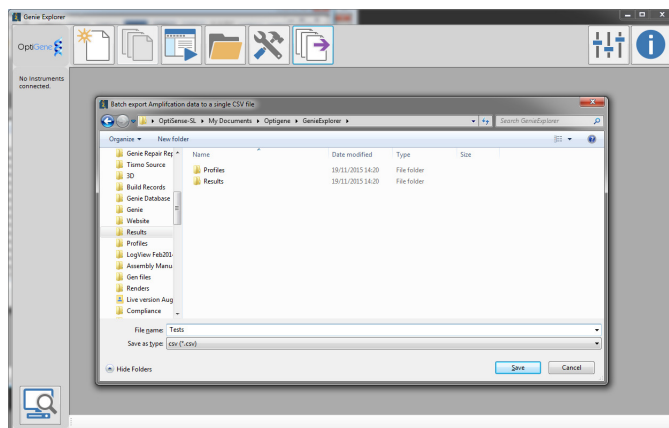 Genie Explorer
OptiGene
No Instruments
connected.
Batch export Amplifcation data to a single CSV file
OptiSense-SL ▸ My Documents ▸ Optigene ▸ GenieExplorer ▸
Search GenieExplorer
Organize
New folder
Name Date modified Type Size
Genie Repair Rep
Tismo Source
3D
Build Records
Genie Database
Genie
Website
Results
Profiles
LogView Feb201
Assembly Manu
Gen files
Renders
Live version Aug
Compliance
Profiles 19/11/2015 14:20 File folder
Results 19/11/2015 14:20 File folder
File name: Tests
Save as type: csv (*.csv)
Hide Folders
Save
Cancel